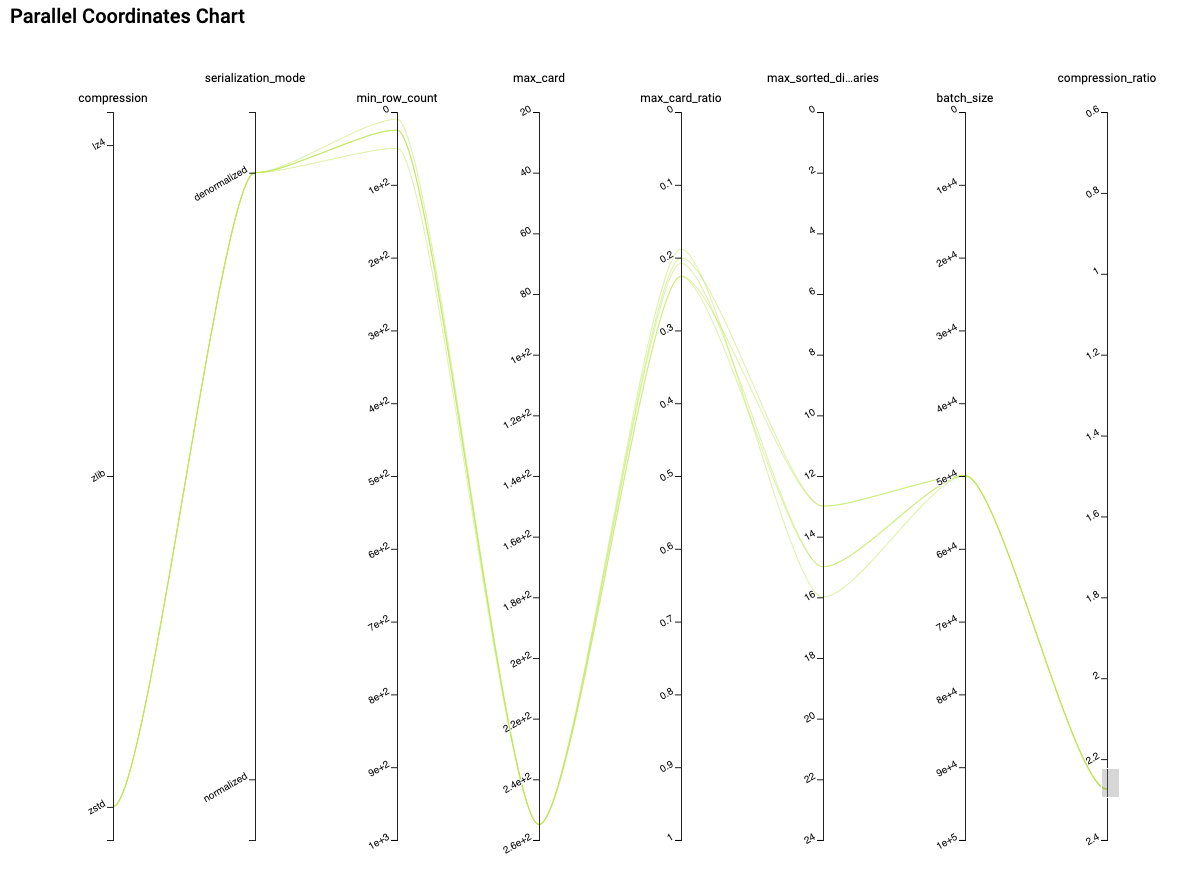 Parallel Coordinates Chart
serialization_mode
max_card
max_sorted_di...aries
compression_ratio
compression
min_row_count
max_card_ratio
batch_size
lz4
zlib
zstd
denormalized
normalized
0
1e+2
2e+2
3e+2
4e+2
5e+2
6e+2
7e+2
8e+2
9e+2
1e+3
20
40
60
80
1e+2
1.2e+2
1.4e+2
1.6e+2
1.8e+2
2e+2
2.2e+2
2.4e+2
2.6e+2
0
0.1
0.2
0.3
0.4
0.5
0.6
0.7
0.8
0.9
1
0
2
4
6
8
10
12
14
16
18
20
22
24
0
1e+4
2e+4
3e+4
4e+4
5e+4
6e+4
7e+4
8e+4
9e+4
1e+5
0.6
0.8
1
1.2
1.4
1.6
1.8
2
2.2
2.4